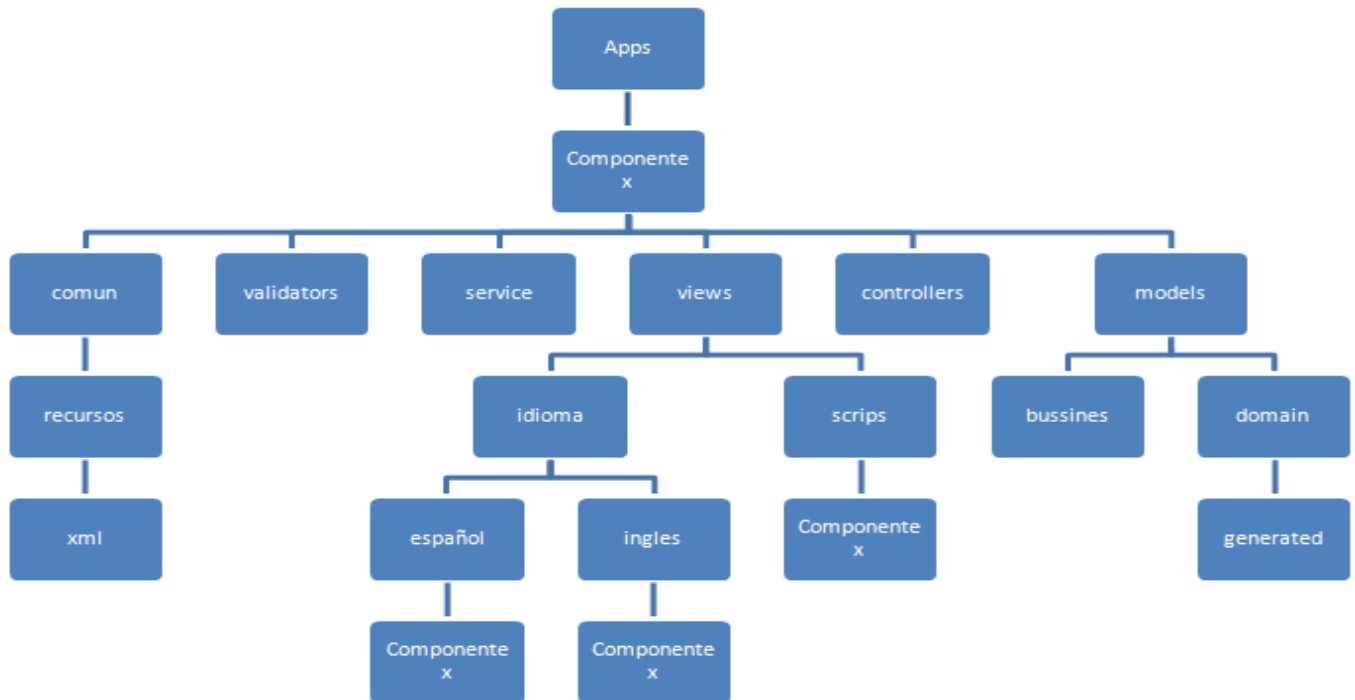 Apps
Componente
x
comun
validators
service
views
controllers
models
recursos
idioma
scrips
bussines
domain
xml
español
ingles
Componente
x
generated
Componente
x
Componente
x